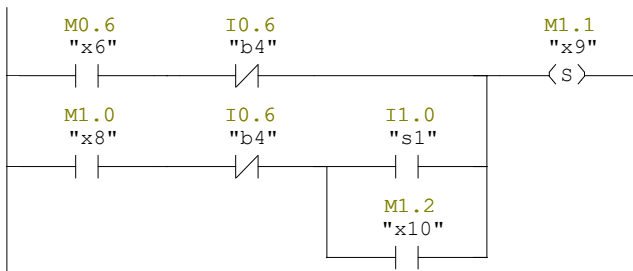 M0.6 I0.6 M1.1
"x6" "b4" "x9"
S
M1.0 I0.6 I1.0
"x8" "b4" "s1"
M1.2
"x10"